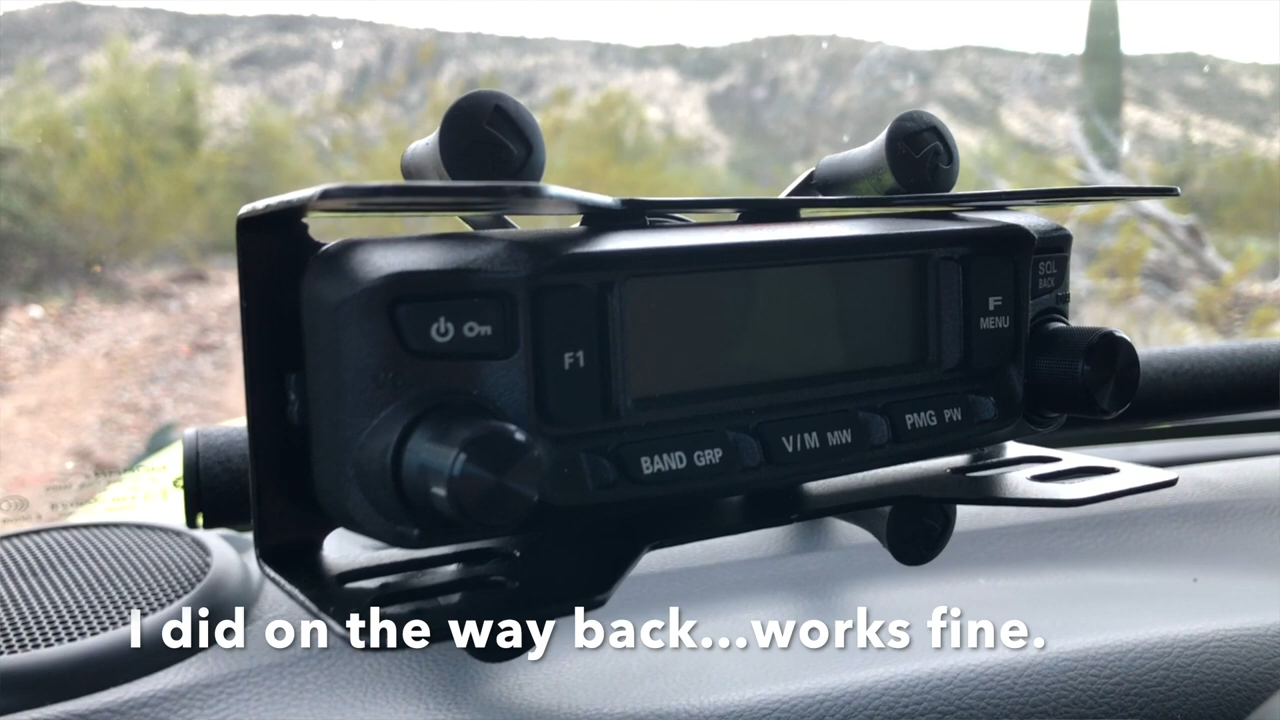 SQL
BACK
F
MENU
F1
BAND GRP
V/M MW
PMG PW
I did on the way back...works fine.